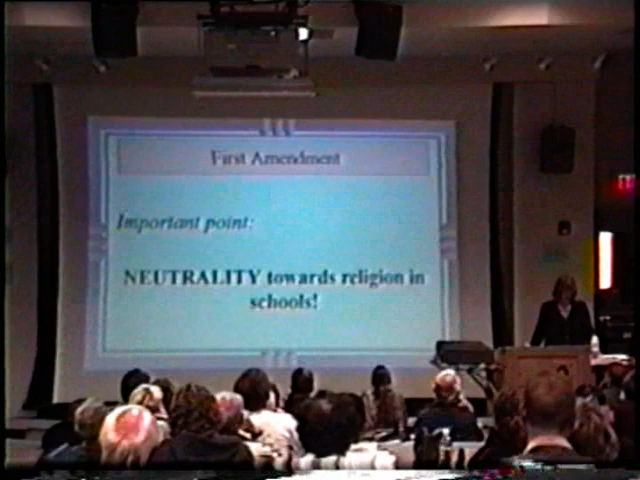 First Amendment
Important point:
NEUTRALITY towards religion in
schools!